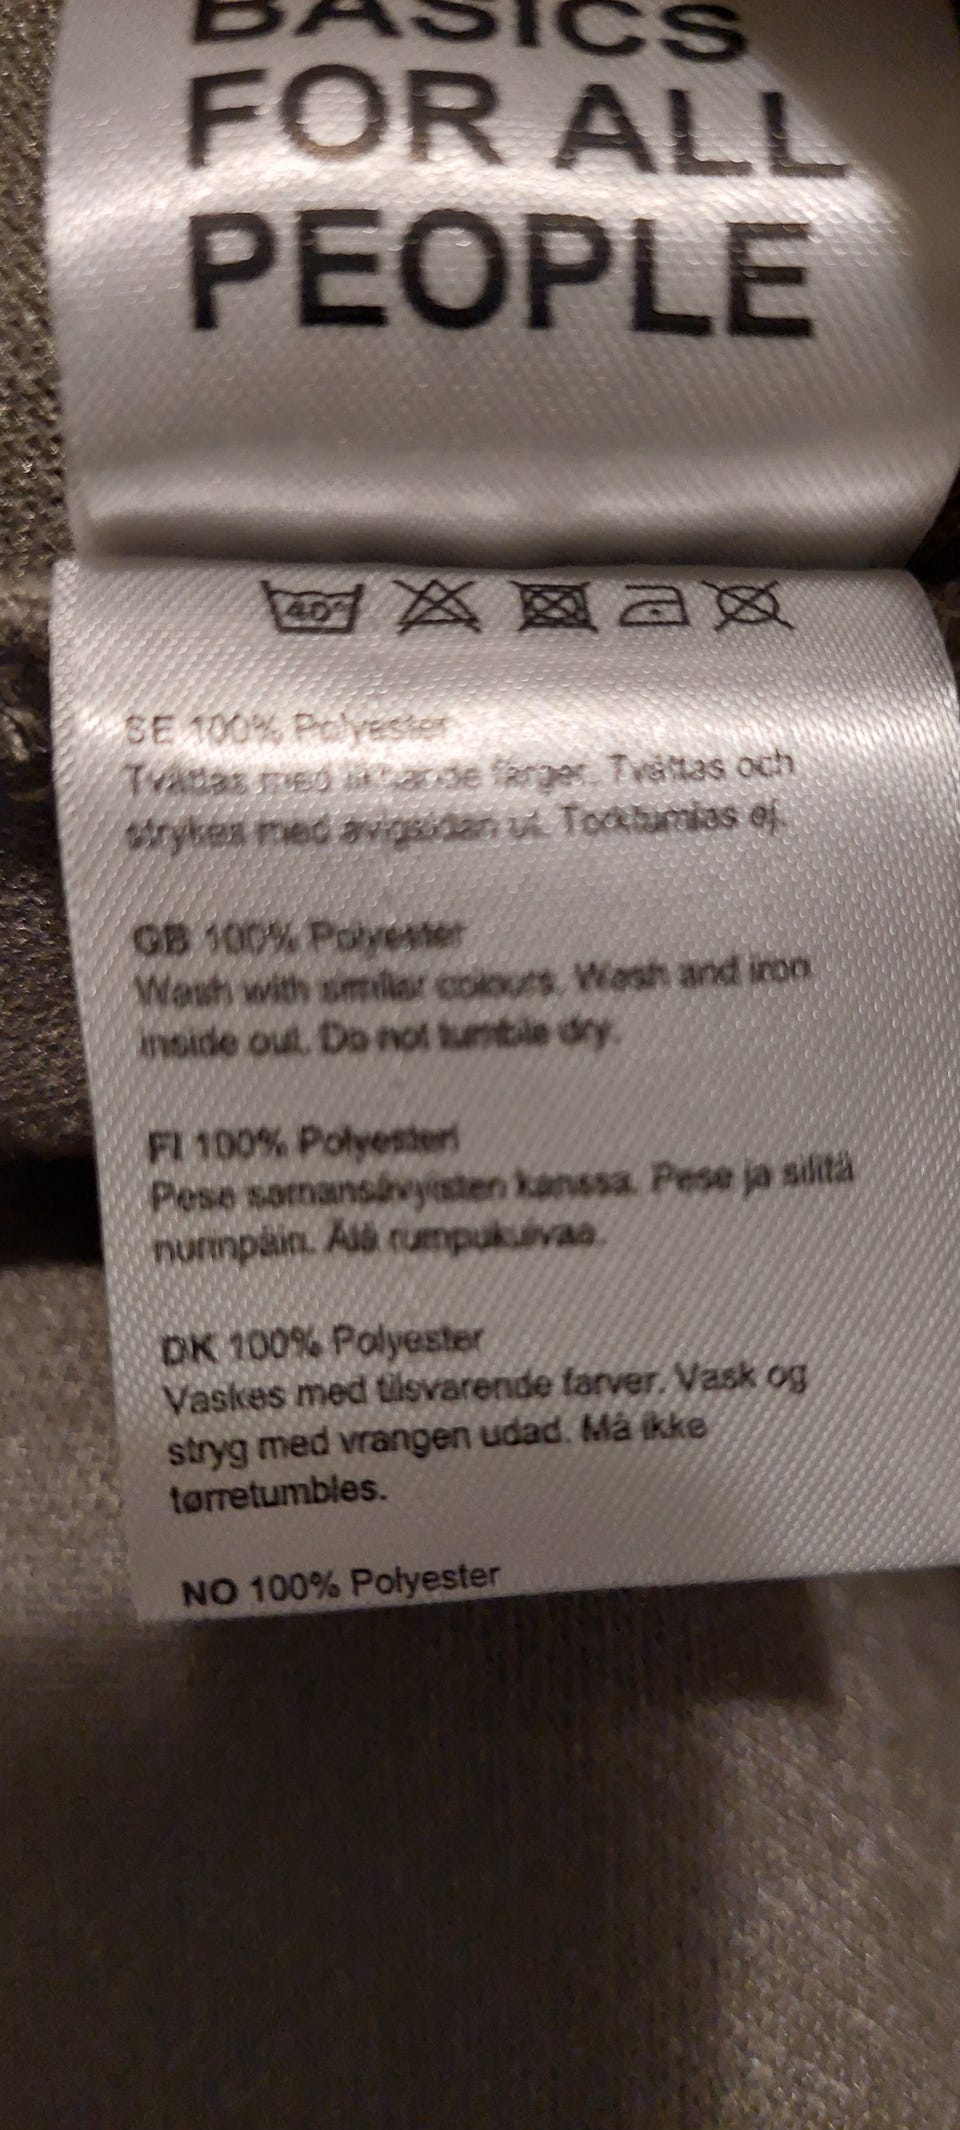 BASICS
FOR ALL
PEOPLE
40°
SE 100% Polyester
Tvättas med liknande färger. Tvättas och
strykes med avigsidan ut. Torktumlas ej.
GB 100% Polyester
Wash with similar colours. Wash and iron
inside out. Do not tumble dry.
FI 100% Polyesteri
Pese samansävyisten kanssa. Pese ja silitä
nurinpäin. Älä rumpukuivaa.
DK 100% Polyester
Vaskes med tilsvarende farver. Vask og
stryg med vrangen udad. Må ikke
tørretumbles.
NO 100% Polyester